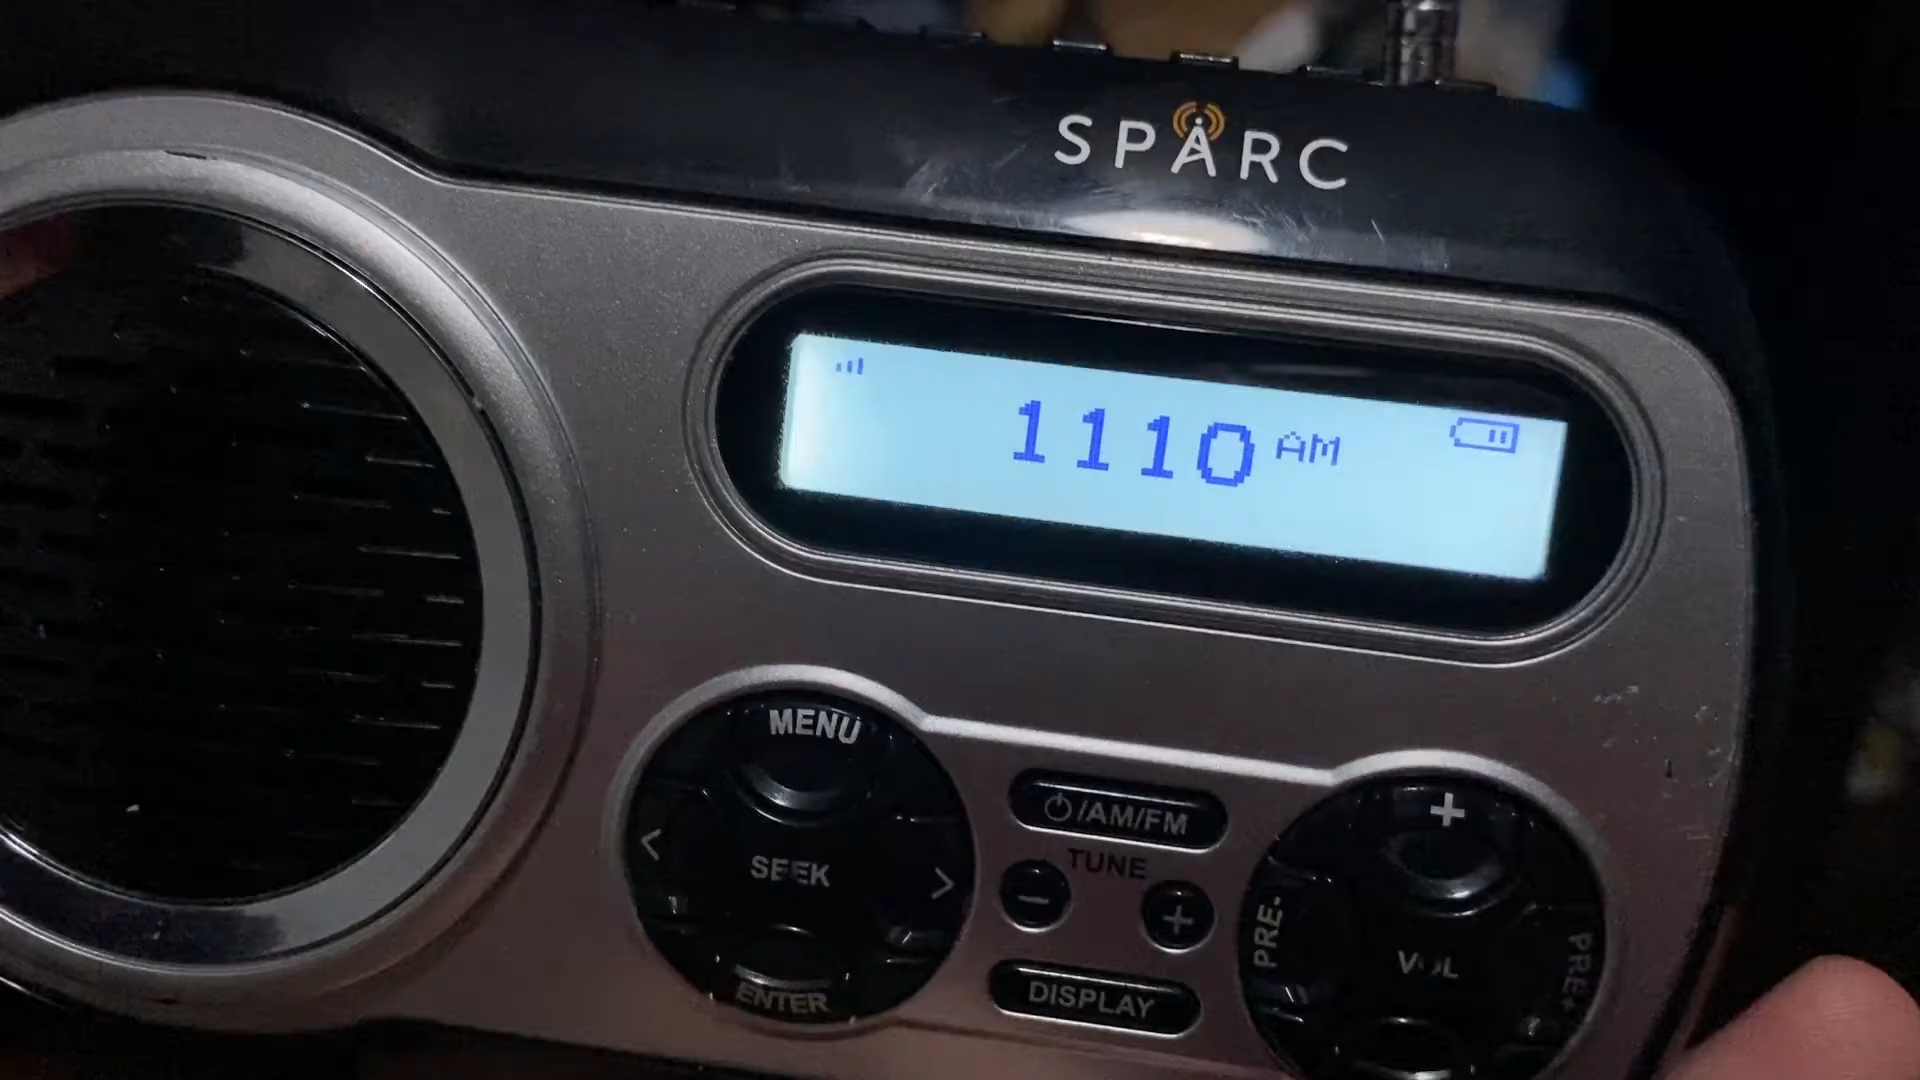 SPARC
1110 AM
MENU
< SEEK >
ENTER
⏻/AM/FM
TUNE
- +
DISPLAY
+
PRE- VOL PRE+